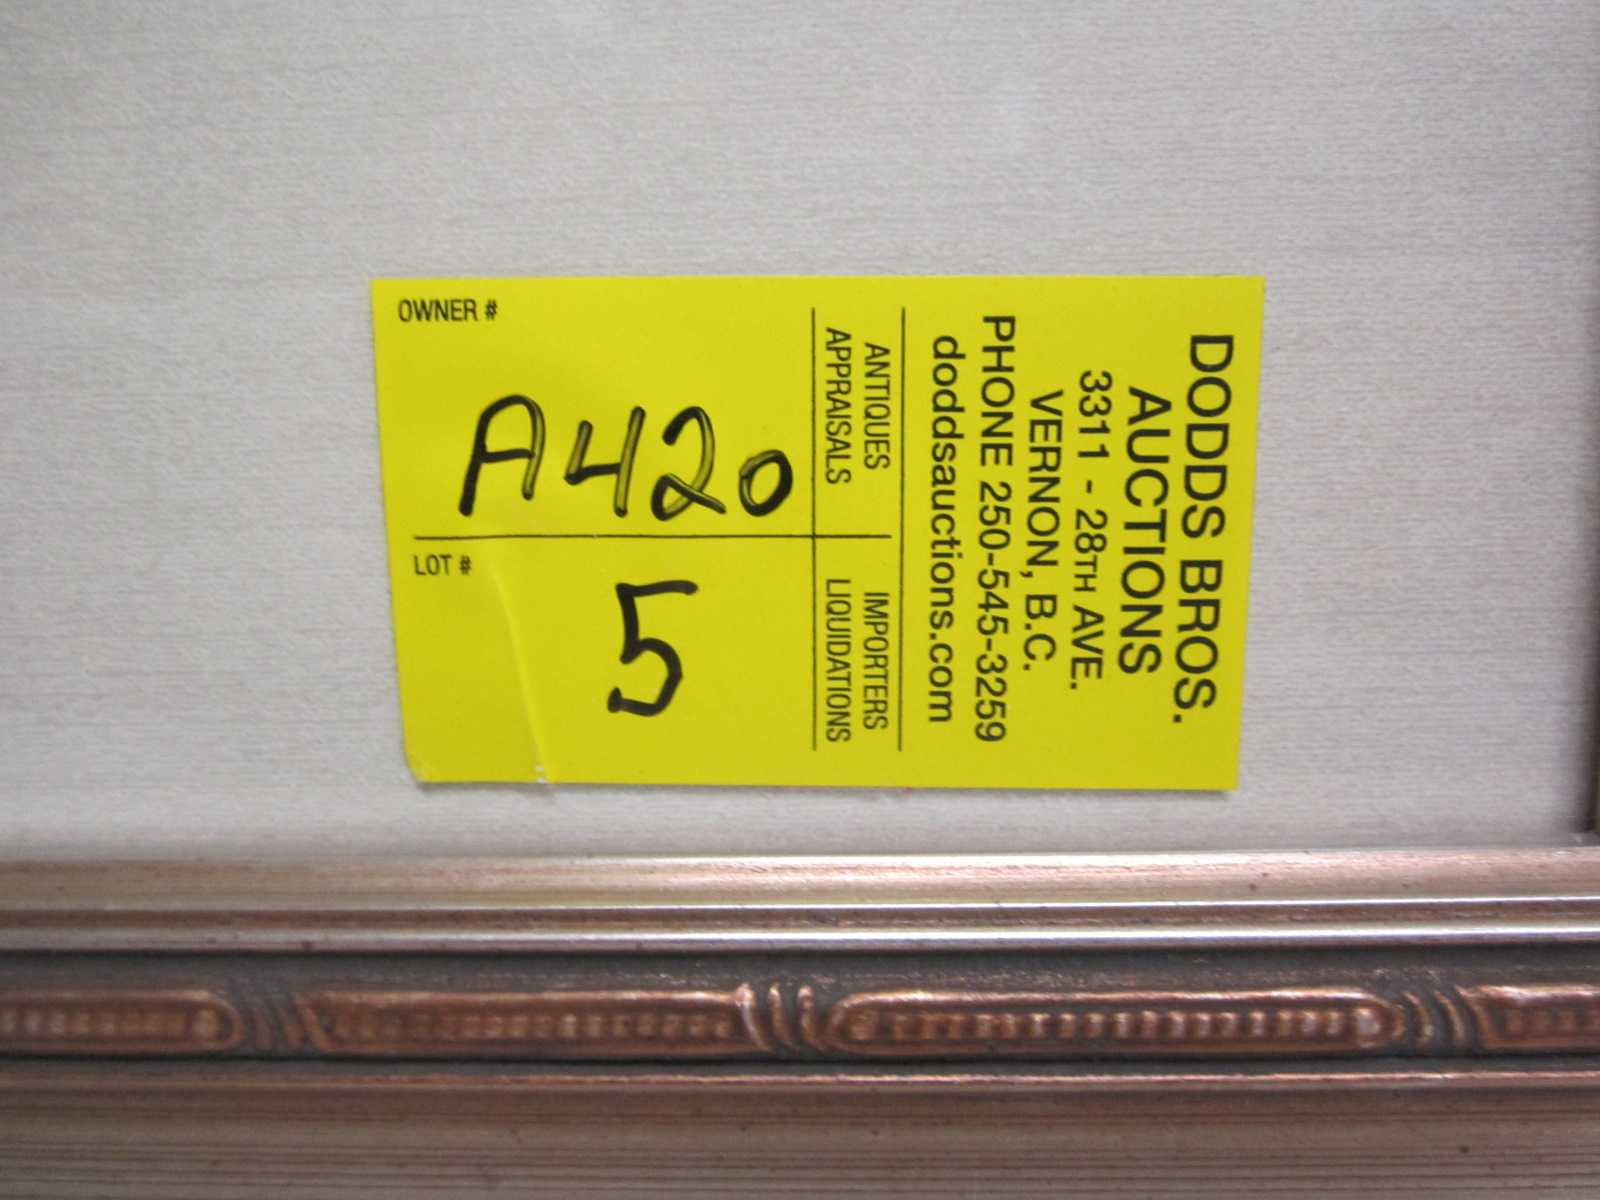 DODDS BROS.
AUCTIONS
3311 - 28TH AVE.
VERNON, B.C.
PHONE 250-545-3259
doddsauctions.com
ANTIQUES
APPRAISALS
IMPORTERS
LIQUIDATIONS
OWNER #
A420
LOT #
5